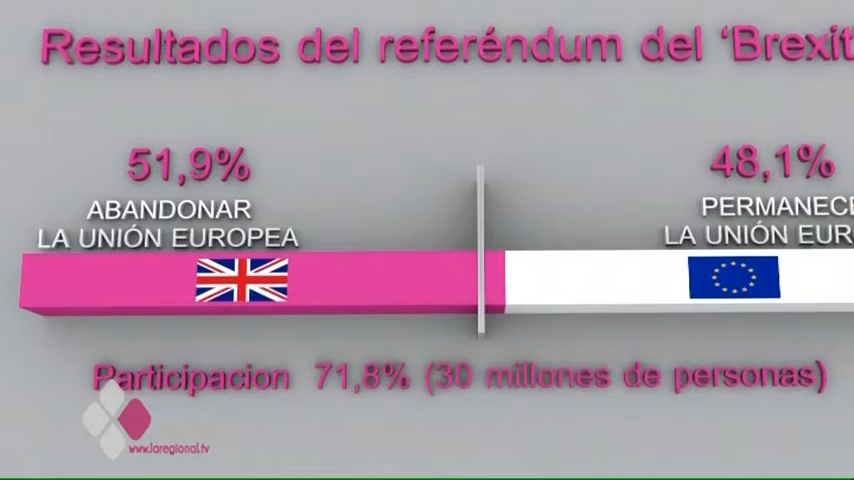 Resultados del referéndum del ‘Brexit
51,9%
ABANDONAR
LA UNIÓN EUROPEA
48,1%
PERMANECE
LA UNIÓN EUR
Participacion 71,8% (30 millones de personas)
www.laregional.tv